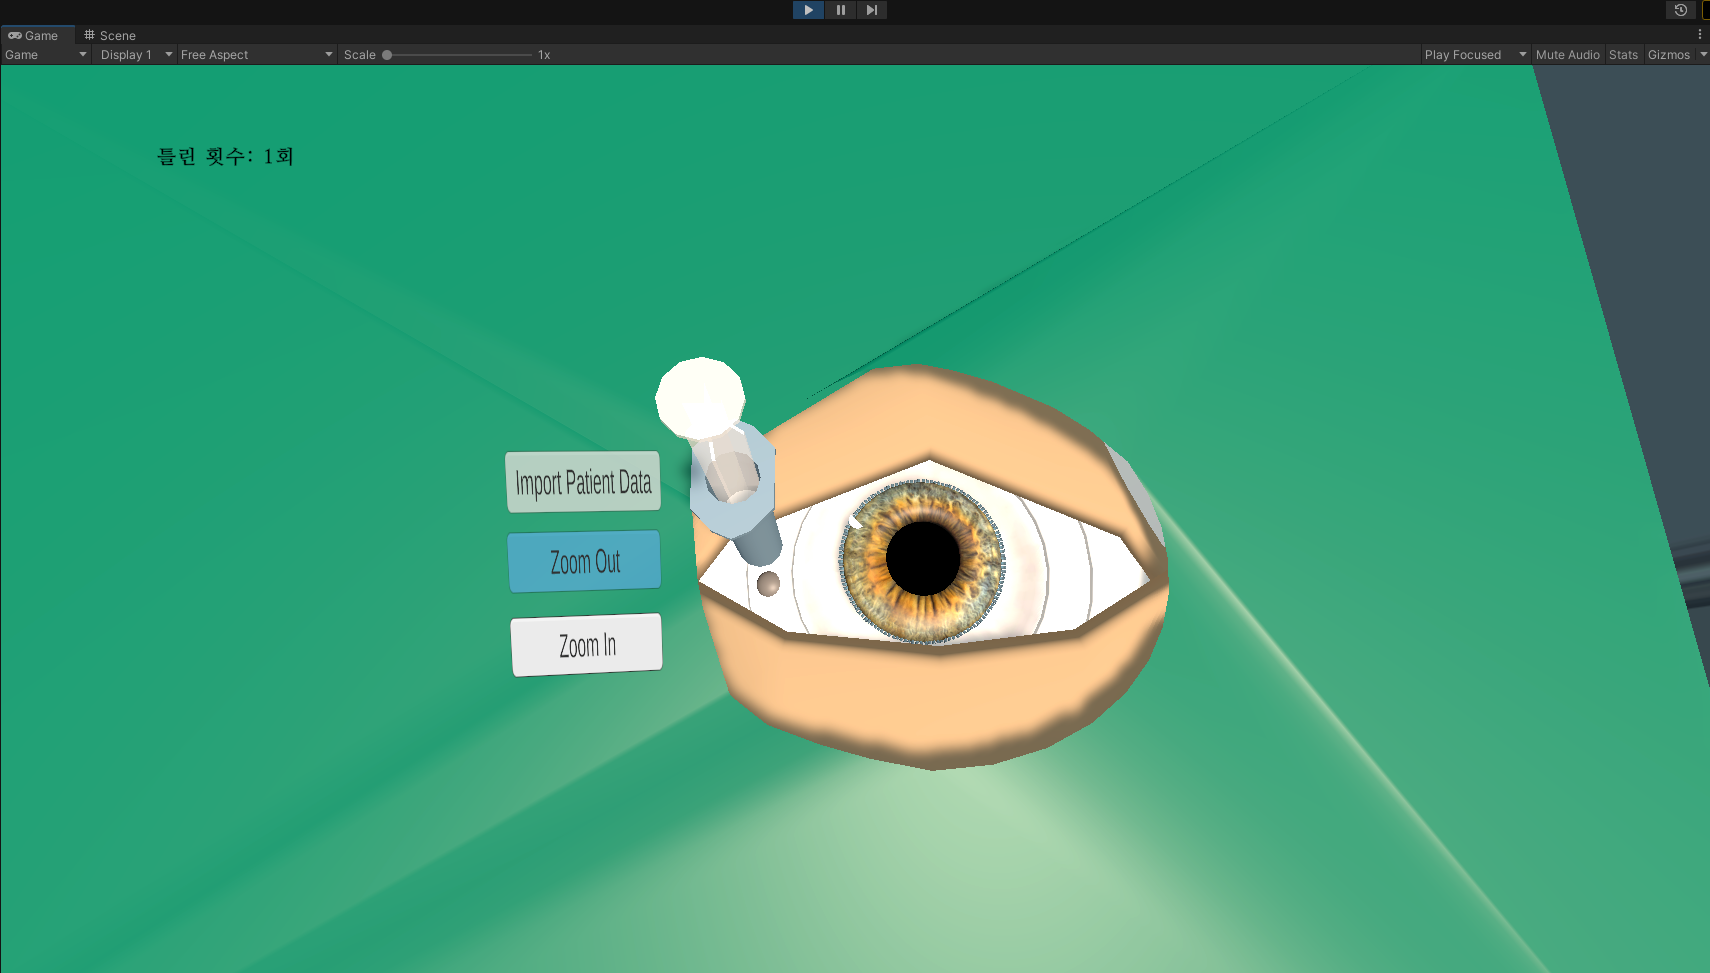 Game
Scene
Game
Display 1
Free Aspect
Scale
1x
Play Focused
Mute Audio
Stats
Gizmos
틀린 횟수: 1회
Import Patient Data
Zoom Out
Zoom In